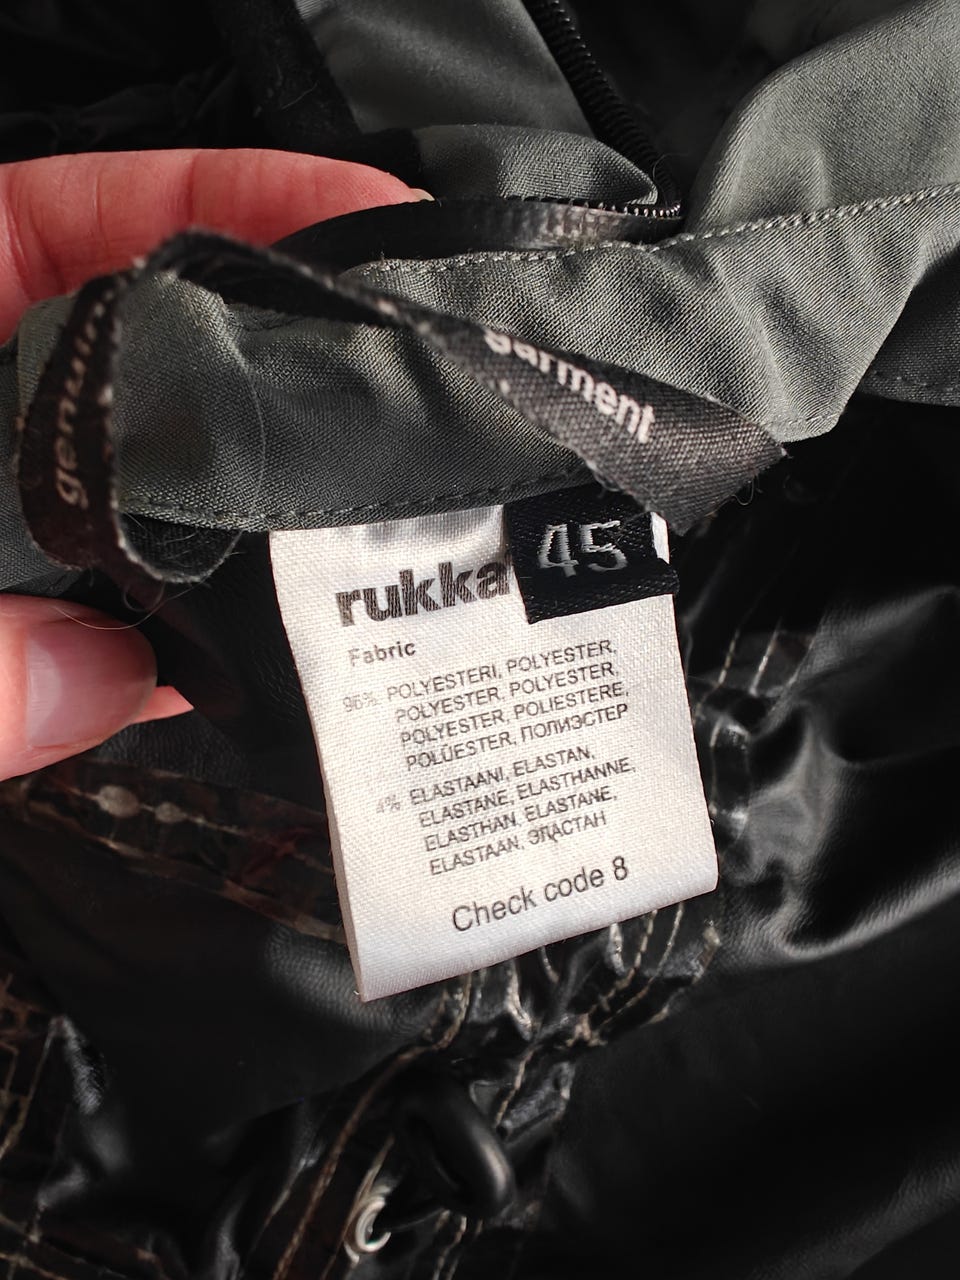 genuine
garment
45
rukka
Fabric
96% POLYESTERI, POLYESTER,
POLYESTER, POLYESTER,
POLYESTER, POLIESTERE,
POLÜESTER, ПОЛИЭСТЕР
4% ELASTAANI, ELASTAN,
ELASTANE, ELASTHANNE,
ELASTHAN, ELASTANE,
ELASTAAN, ЭЛАСТАН
Check code 8